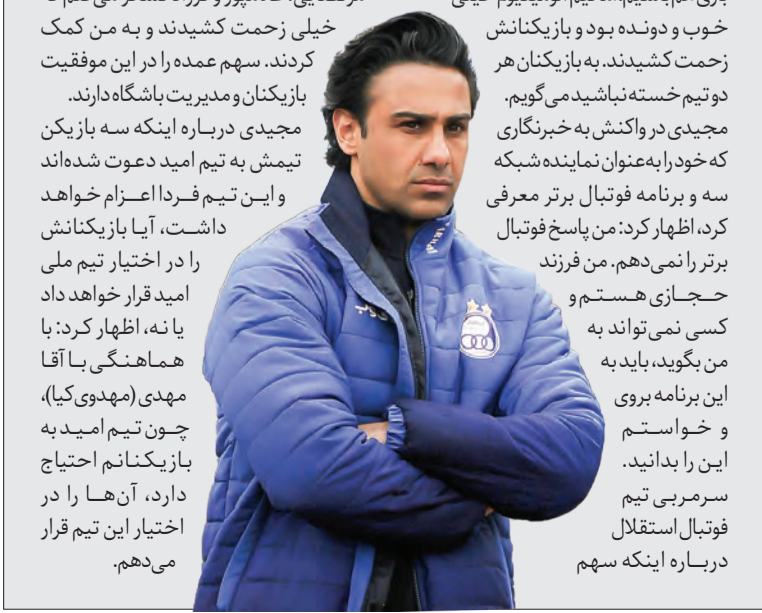 خوب و دونده بود و بازیکنانش
زحمت کشیدند. به بازیکنان هر
دو تیم خسته نباشید می‌گویم.
مجیدی در واکنش به خبرنگاری
که خود را به‌عنوان نماینده شبکه
سه و برنامه فوتبال برتر معرفی
کرد، اظهار کرد: من پاسخ فوتبال
برتر را نمی‌دهم. من فرزند
حجازی هستم و
کسی نمی‌تواند به
من بگوید، باید به
این برنامه بروی
و خواستم
این را بدانید.
سرمربی تیم
فوتبال استقلال
درباره اینکه سهم
خیلی زحمت کشیدند و به من کمک
کردند. سهم عمده را در این موفقیت
بازیکنان و مدیریت باشگاه دارند.
مجیدی درباره اینکه سه بازیکن
تیمش به تیم امید دعوت شده‌اند
و این تیم فردا اعزام خواهد
داشت، آیا بازیکنانش
را در اختیار تیم ملی
امید قرار خواهد داد
یا نه، اظهار کرد: با
هماهنگی با آقا
مهدی (مهدوی‌کیا)،
چون تیم امید به
بازیکنانم احتیاج
دارد، آن‌ها را در
اختیار این تیم قرار
می‌دهم.